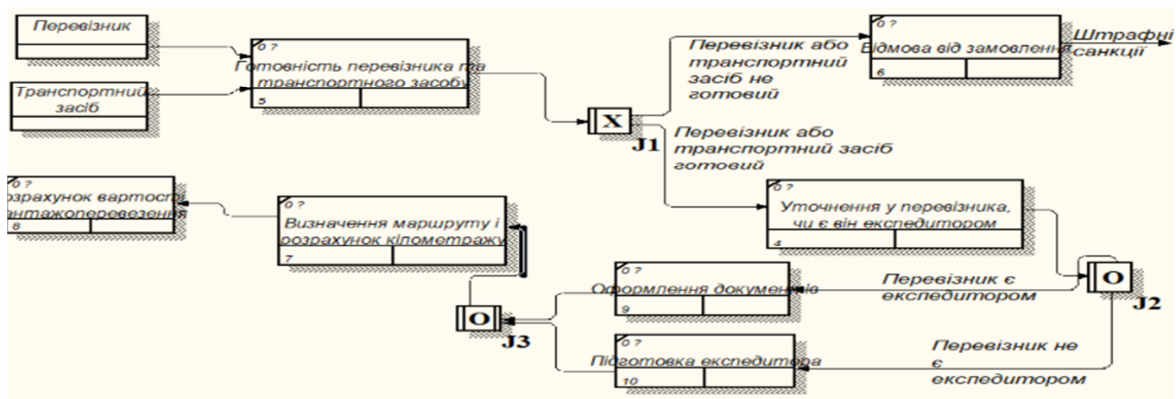 Перевізник
Транспортний
засіб
0 ?
Готовність перевізника та
транспортного засобу
5
X
J1
Перевізник або
транспортний
засіб не
готовий
0 ?
Відмова від замовлення
6
Штрафні
санкції
Перевізник або
транспортний засіб
готовий
0 ?
Уточнення у перевізника,
чи є він експедитором
4
O
J2
Перевізник є
експедитором
Перевізник не
є
експедитором
0 ?
Оформлення документів
9
0 ?
Підготовка експедитора
10
O
J3
0 ?
Визначення маршруту і
розрахунок кілометражу
7
0 ?
озрахунок вартості
антажоперевезення
8